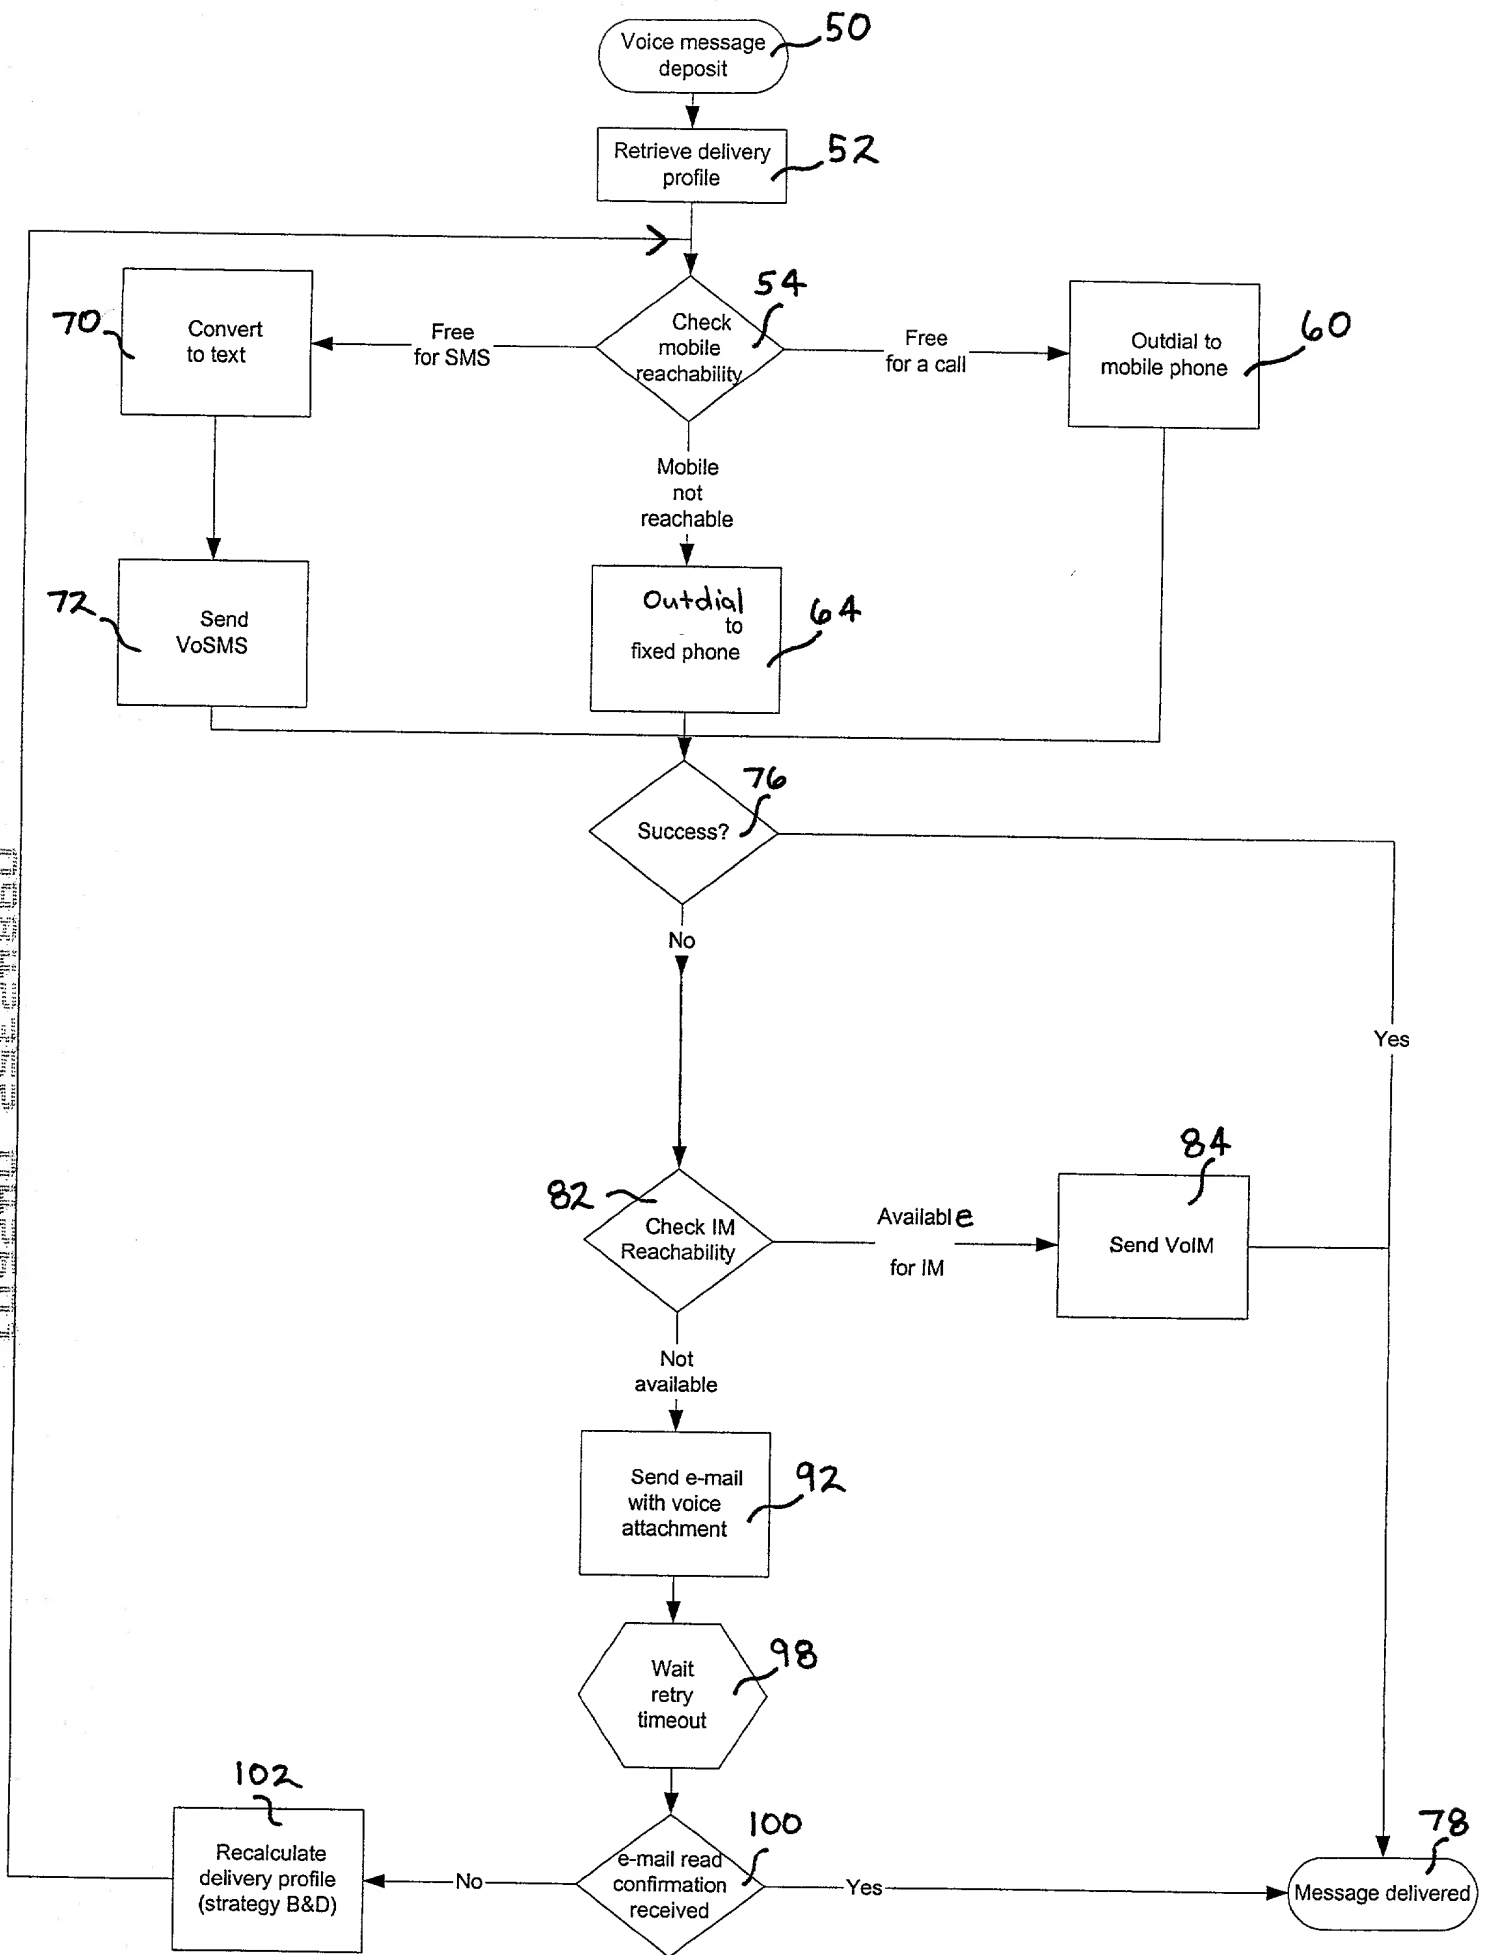 Voice message
deposit
50
Retrieve delivery
profile
52
54
Check
mobile
reachability
Free
for SMS
70
Convert
to text
Free
for a call
Outdial to
mobile phone
60
Mobile
not
reachable
72
Send
VoSMS
Outdial
to
fixed phone
64
76
Success?
No
Yes
82
Check IM
Reachability
Available
for IM
84
Send VoIM
Not
available
Send e-mail
with voice
attachment
92
Wait
retry
timeout
98
102
Recalculate
delivery profile
(strategy B&D)
No
100
e-mail read
confirmation
received
Yes
78
Message delivered